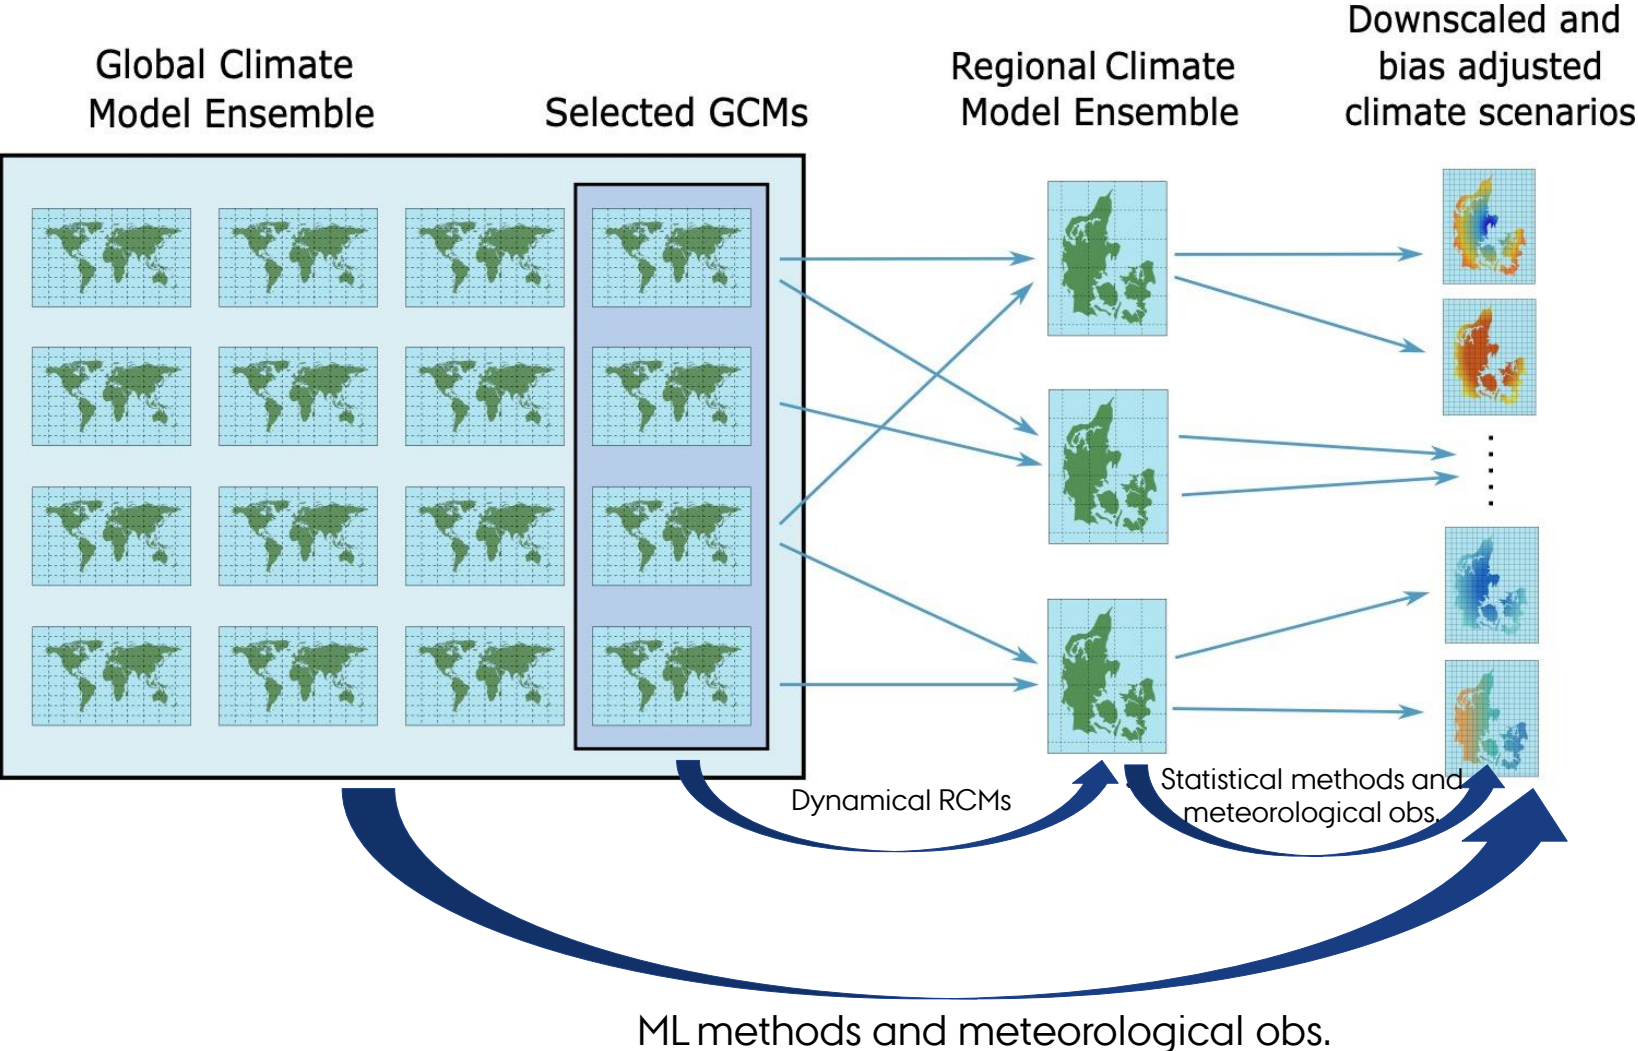 Global Climate
Model Ensemble
Selected GCMs
Regional Climate
Model Ensemble
Downscaled and
bias adjusted
climate scenarios
Dynamical RCMs
Statistical methods and
meteorological obs.
ML methods and meteorological obs.